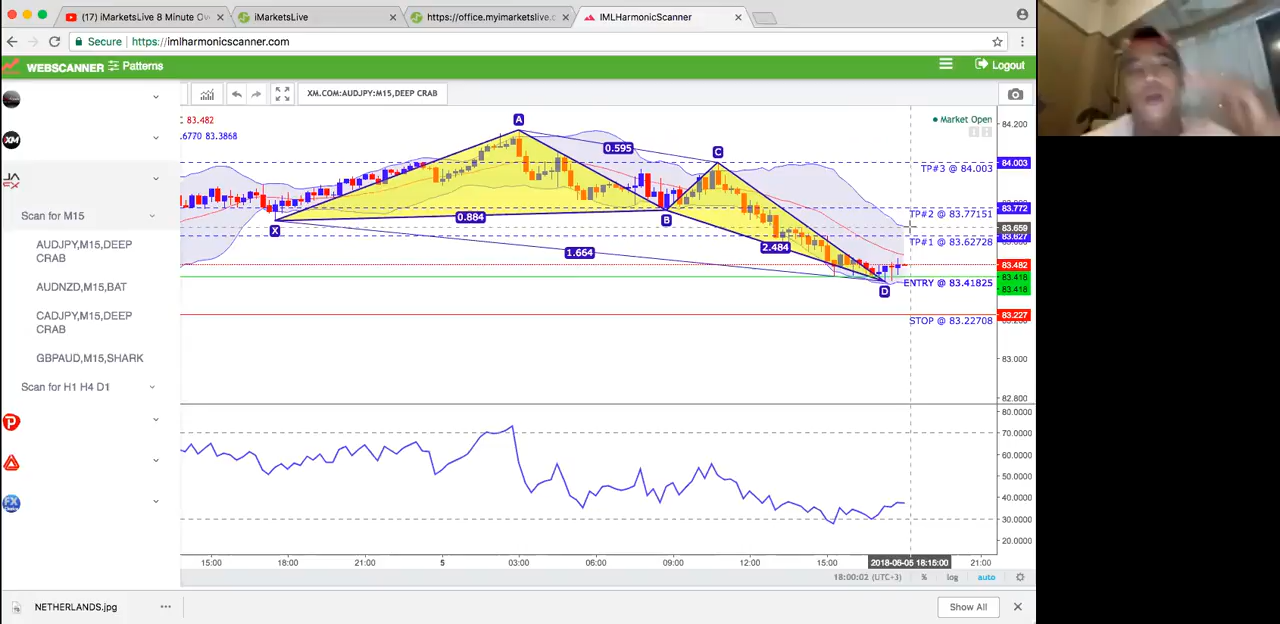 (17) iMarketsLive 8 Minute Ov
iMarketsLive
https://office.myimarketslive.c
IMLHarmonicScanner
Secure
https://imlharmonicscanner.com
WEBSCANNER
Patterns
Logout
XM
Scan for M15
AUDJPY,M15,DEEP
CRAB
AUDNZD,M15,BAT
CADJPY,M15,DEEP
CRAB
GBPAUD,M15,SHARK
Scan for H1 H4 D1
XM.COM:AUDJPY:M15,DEEP CRAB
C 83.482
.6770 83.3868
Market Open
X
A
B
C
D
0.884
0.595
1.664
2.484
TP#3 @ 84.003
TP#2 @ 83.77151
TP#1 @ 83.62728
ENTRY @ 83.41825
STOP @ 83.22708
84.200
84.003
83.772
83.659
83.627
83.482
83.418
83.418
83.227
83.000
82.800
80.0000
70.0000
60.0000
50.0000
40.0000
30.0000
20.0000
15:00
18:00
21:00
5
03:00
06:00
09:00
12:00
15:00
2018-06-05 18:15:00
21:00
18:00:02 (UTC+3)
%
log
auto
NETHERLANDS.jpg
Show All